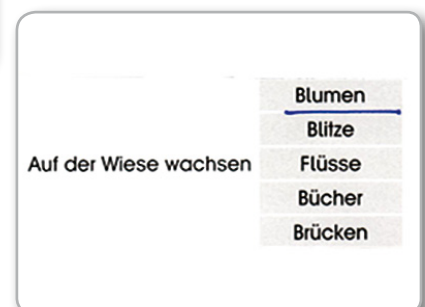 Blumen
Blitze
Auf der Wiese wachsen Flüsse
Bücher
Brücken